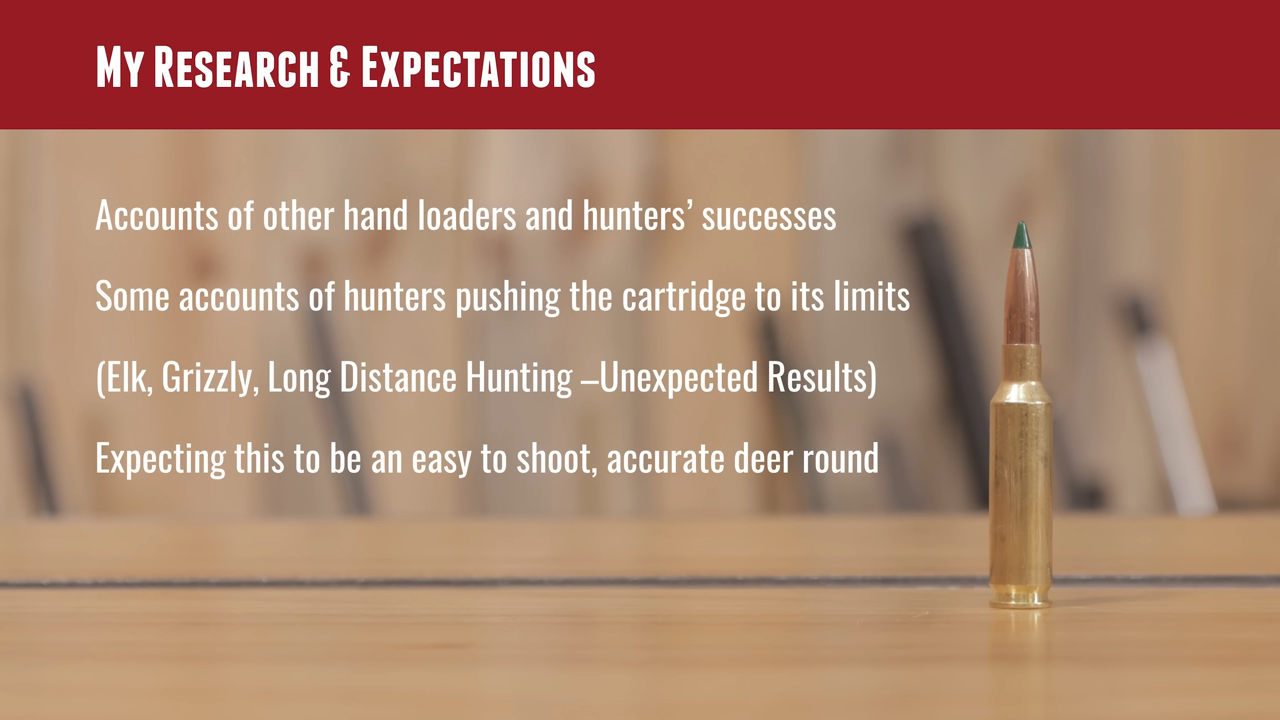 My Research & Expectations
Accounts of other hand loaders and hunters’ successes
Some accounts of hunters pushing the cartridge to its limits
(Elk, Grizzly, Long Distance Hunting –Unexpected Results)
Expecting this to be an easy to shoot, accurate deer round